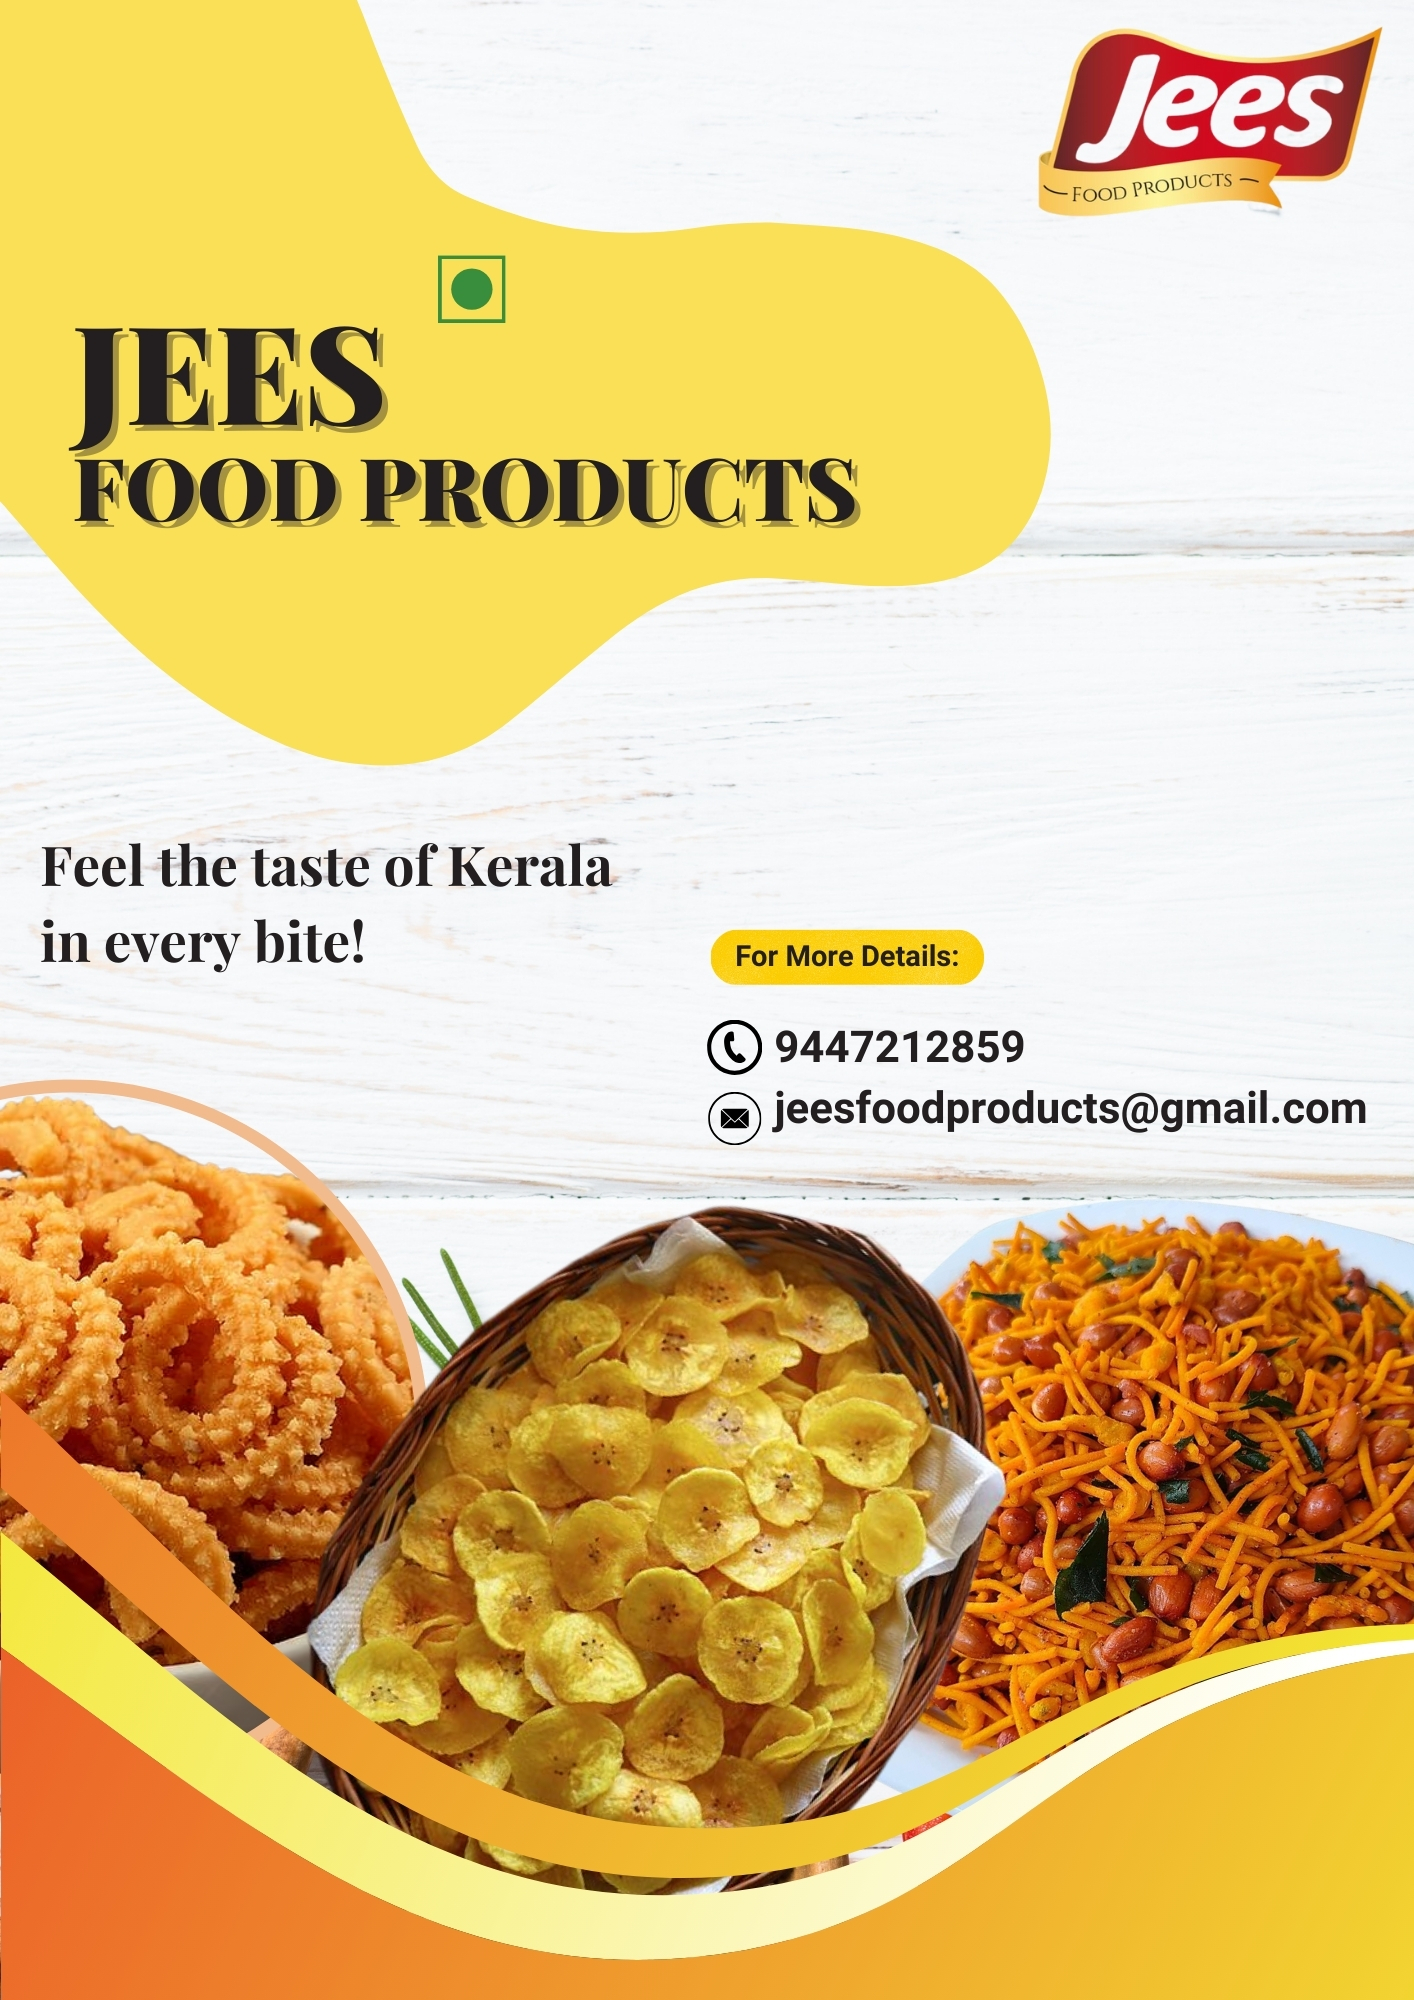 Jees
FOOD PRODUCTS
JEES
FOOD PRODUCTS
Feel the taste of Kerala
in every bite!
For More Details:
9447212859
jeesfoodproducts@gmail.com